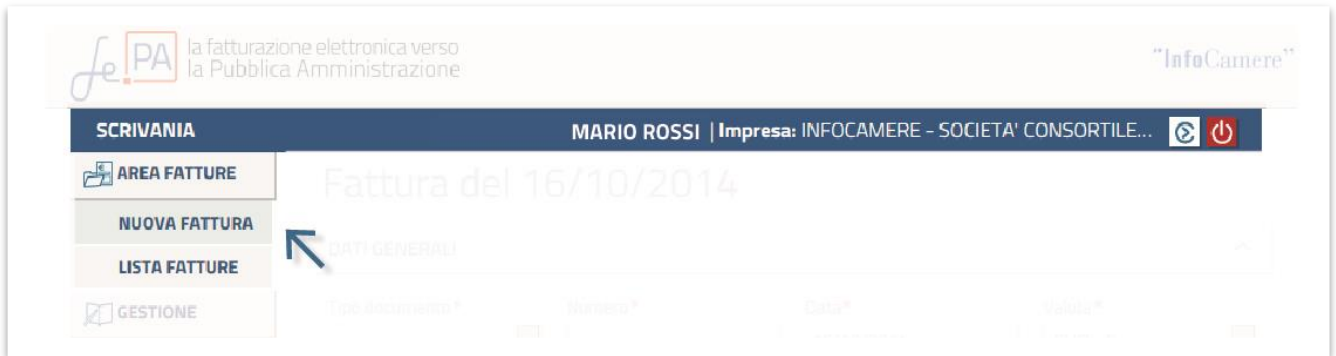 fe.PA la fatturazione elettronica verso
la Pubblica Amministrazione
"InfoCamere"
SCRIVANIA MARIO ROSSI | Impresa: INFOCAMERE - SOCIETA' CONSORTILE...
AREA FATTURE
Fattura del 16/10/2014
NUOVA FATTURA
DATI GENERALI
LISTA FATTURE
GESTIONE
Tipo documento * Numero * Data * Valuta *